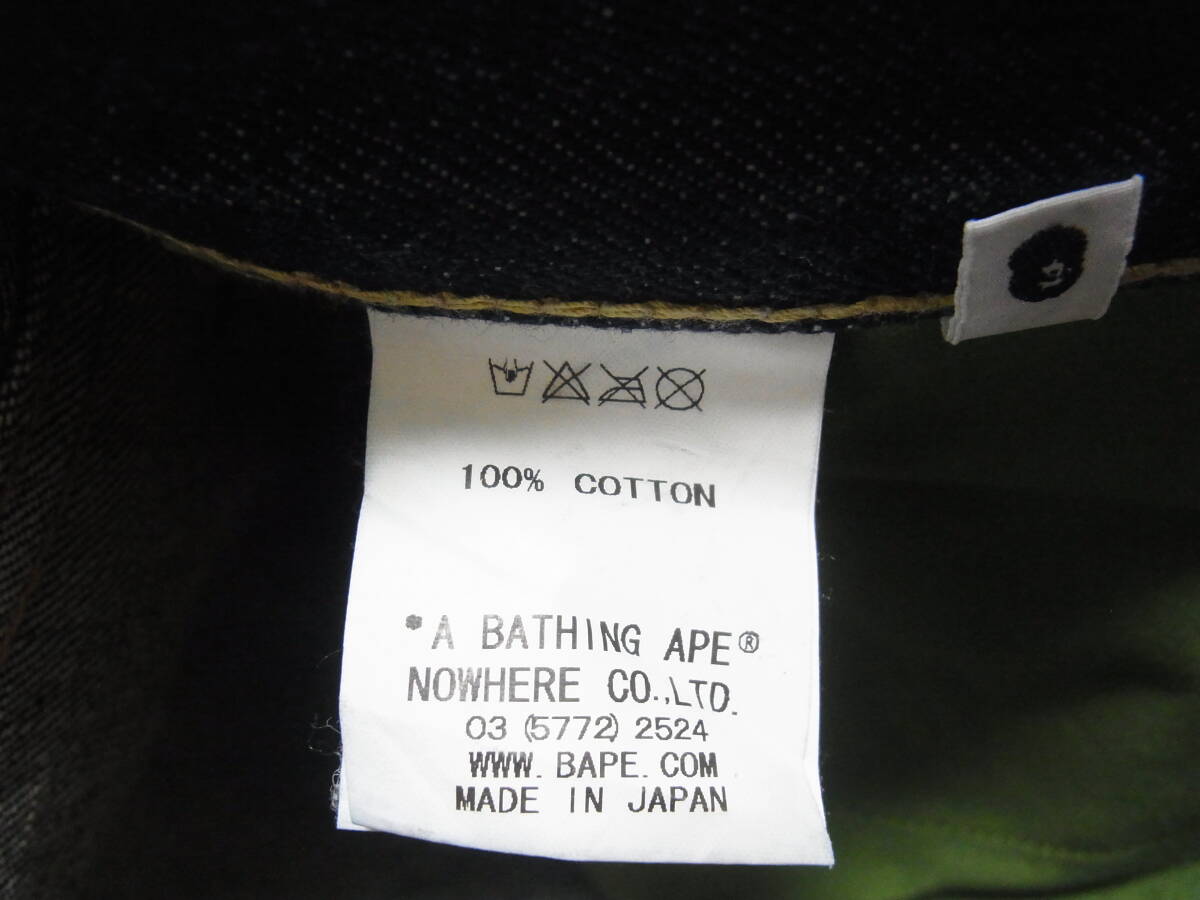 100% COTTON
*A BATHING APE®
NOWHERE CO.,LTD.
03 (5772) 2524
WWW. BAPE. COM
MADE IN JAPAN